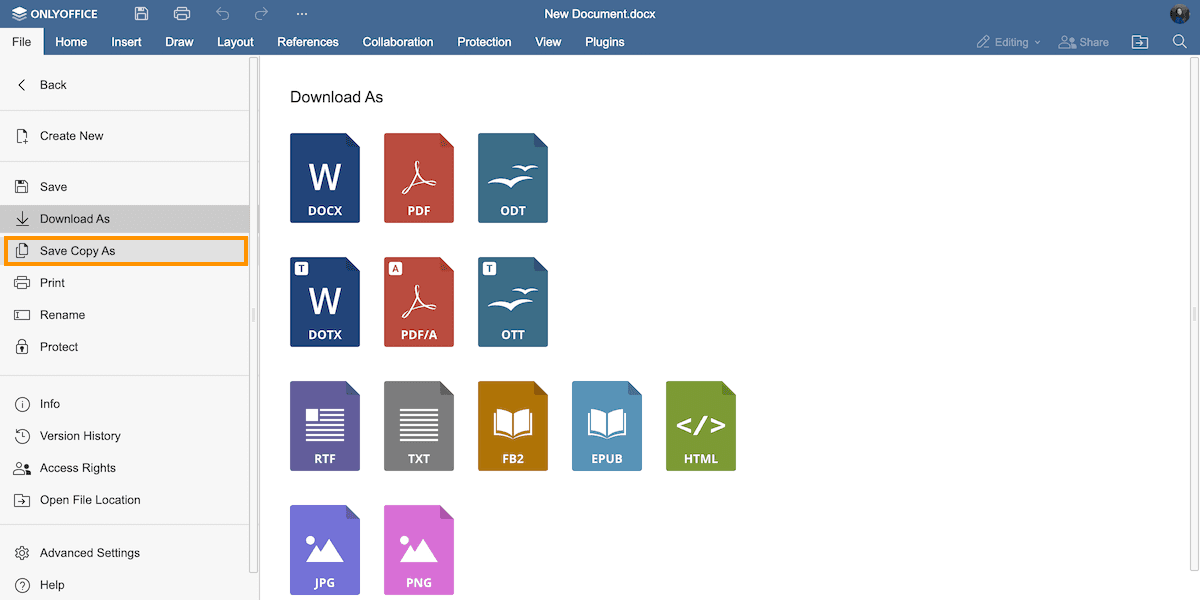 ONLYOFFICE
New Document.docx
File Home Insert Draw Layout References Collaboration Protection View Plugins Editing Share
Back
Create New
Save
Download As
Save Copy As
Print
Rename
Protect
Info
Version History
Access Rights
Open File Location
Advanced Settings
Help
Download As
W DOCX
PDF
ODT
T W DOTX
A PDF/A
T OTT
RTF
TXT
FB2
EPUB
</> HTML
JPG
PNG